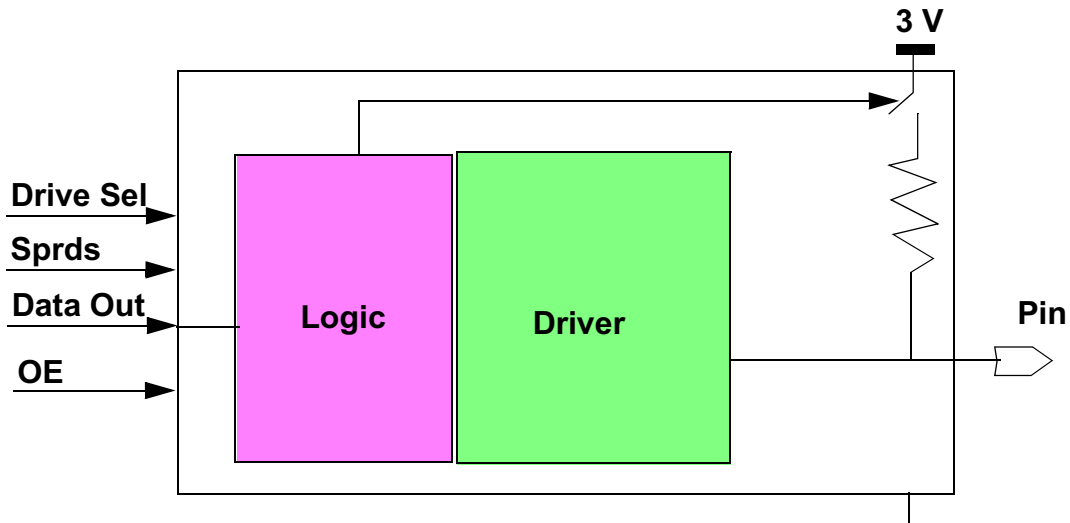 3 V
Drive Sel
Sprds
Data Out
OE
Logic
Driver
Pin